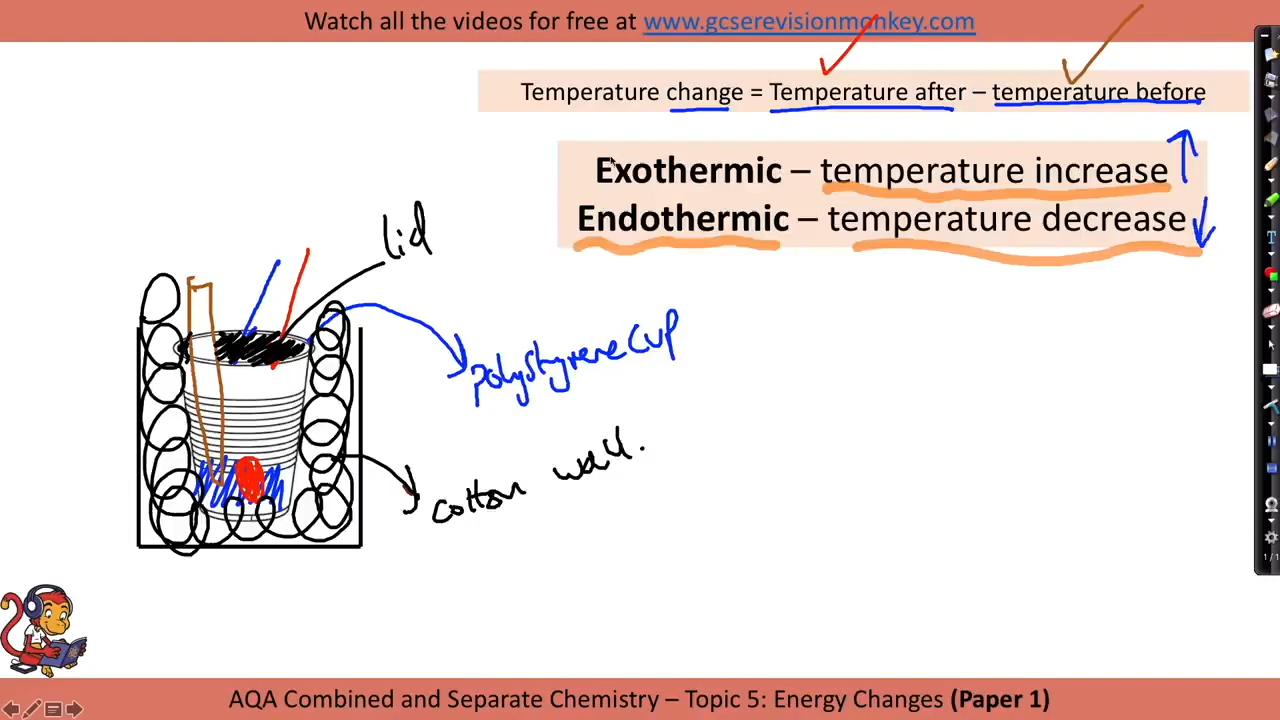 Watch all the videos for free at www.gcserevisionmonkey.com
Temperature change = Temperature after – temperature before
Exothermic – temperature increase
Endothermic – temperature decrease
lid
polystyrene cup
cotton wool.
AQA Combined and Separate Chemistry – Topic 5: Energy Changes (Paper 1)
1/1